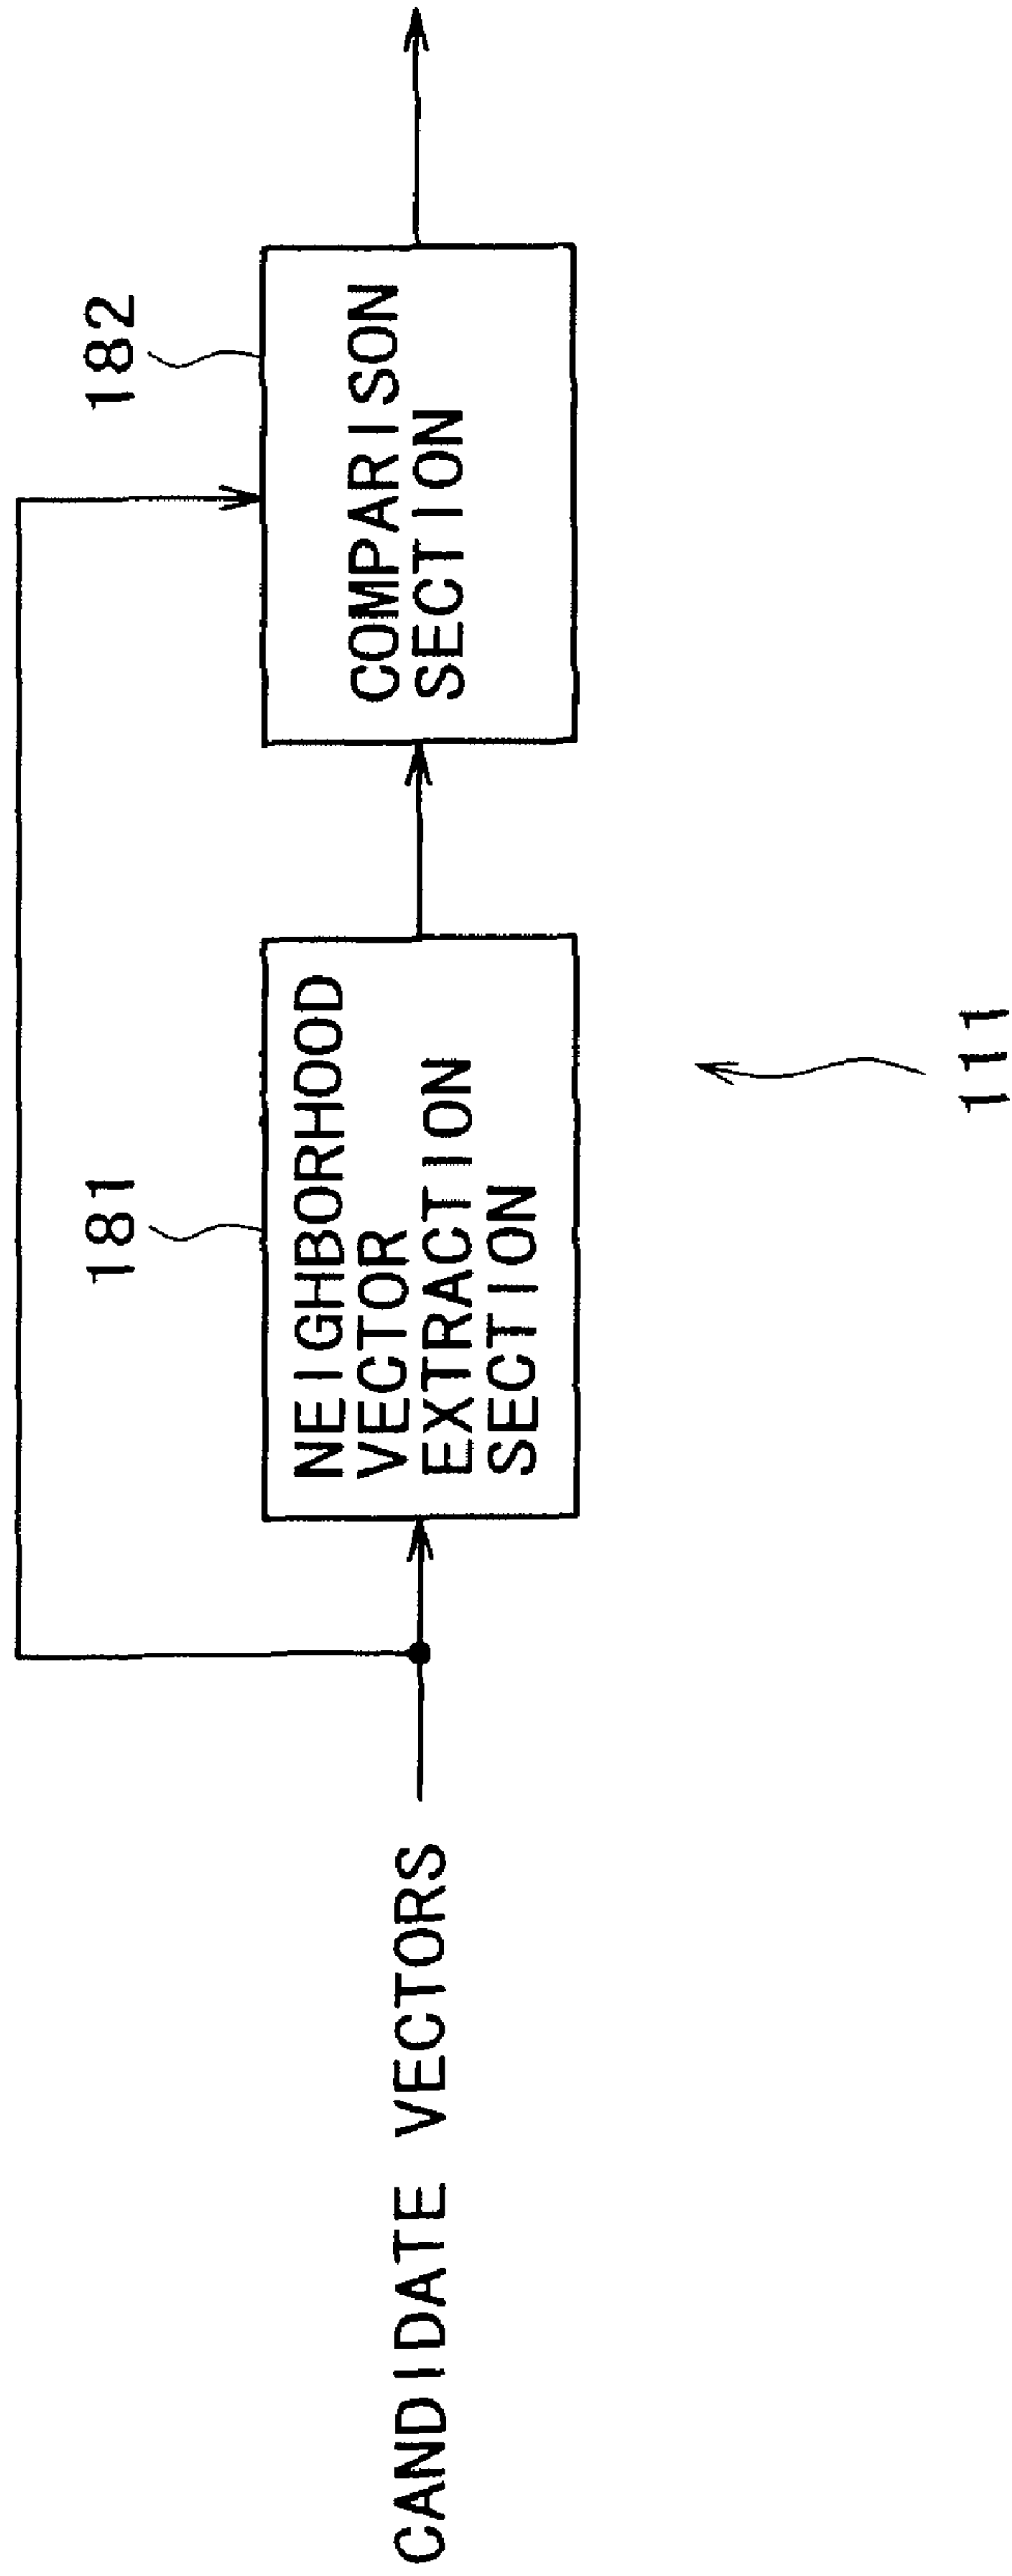 CANDIDATE VECTORS
181
NEIGHBORHOOD
VECTOR
EXTRACTION
SECTION
182
COMPARISON
SECTION
111